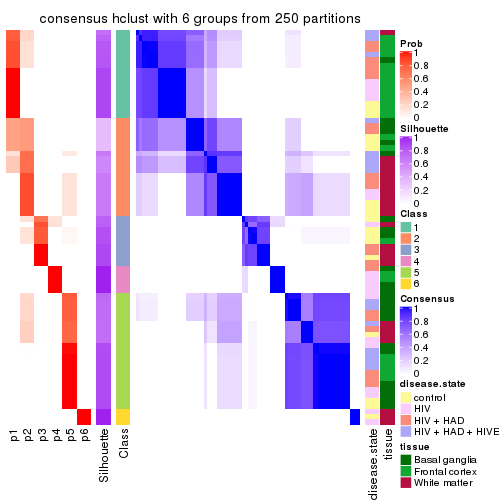 consensus hclust with 6 groups from 250 partitions
p1
p2
p3
p4
p5
p6
Silhouette
Class
disease.state
tissue
Prob
1
0.8
0.6
0.4
0.2
0
Silhouette
1
0.8
0.6
0.4
0.2
0
Class
1
2
3
4
5
6
Consensus
1
0.8
0.6
0.4
0.2
0
disease.state
control
HIV
HIV + HAD
HIV + HAD + HIVE
tissue
Basal ganglia
Frontal cortex
White matter